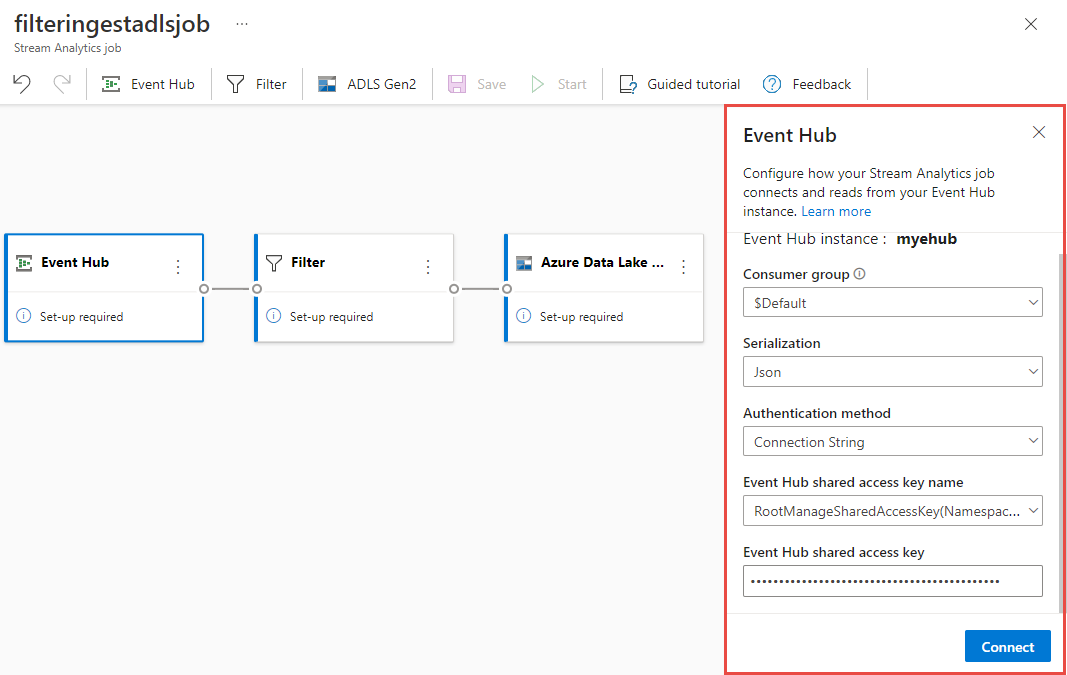 filteringestadlsjob ...
Stream Analytics job
Event Hub Filter ADLS Gen2 Save Start Guided tutorial Feedback
Event Hub
Set-up required
Filter
Set-up required
Azure Data Lake ...
Set-up required
Event Hub
Configure how your Stream Analytics job
connects and reads from your Event Hub
instance. Learn more
Event Hub instance : myehub
Consumer group
$Default
Serialization
Json
Authentication method
Connection String
Event Hub shared access key name
RootManageSharedAccessKey(Namespac...
Event Hub shared access key
Connect